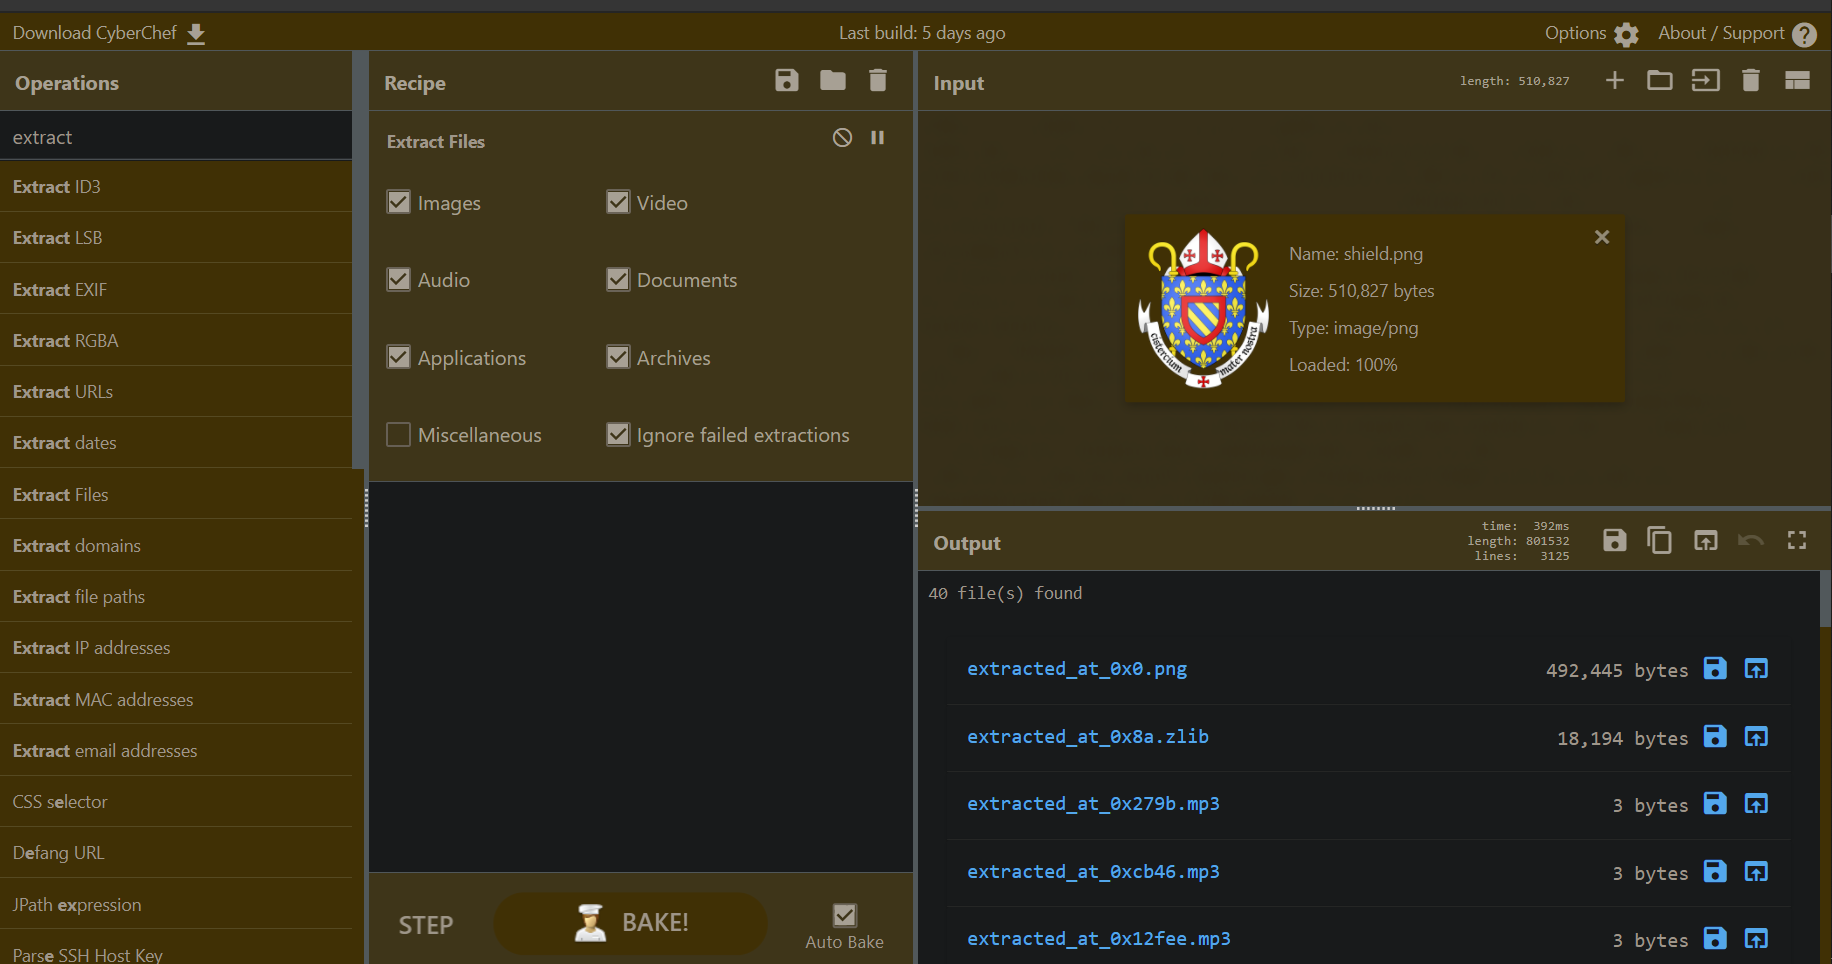 Download CyberChef
Last build: 5 days ago
Options
About / Support
Operations
extract
Extract ID3
Extract LSB
Extract EXIF
Extract RGBA
Extract URLs
Extract dates
Extract Files
Extract domains
Extract file paths
Extract IP addresses
Extract MAC addresses
Extract email addresses
CSS selector
Defang URL
JPath expression
Parse SSH Host Key
Recipe
Extract Files
Images
Video
Audio
Documents
Applications
Archives
Miscellaneous
Ignore failed extractions
STEP
BAKE!
Auto Bake
Input
length: 510,827
cistercium mater nostra
Name: shield.png
Size: 510,827 bytes
Type: image/png
Loaded: 100%
Output
time: 392ms
length: 801532
lines: 3125
40 file(s) found
extracted_at_0x0.png 492,445 bytes
extracted_at_0x8a.zlib 18,194 bytes
extracted_at_0x279b.mp3 3 bytes
extracted_at_0xcb46.mp3 3 bytes
extracted_at_0x12fee.mp3 3 bytes